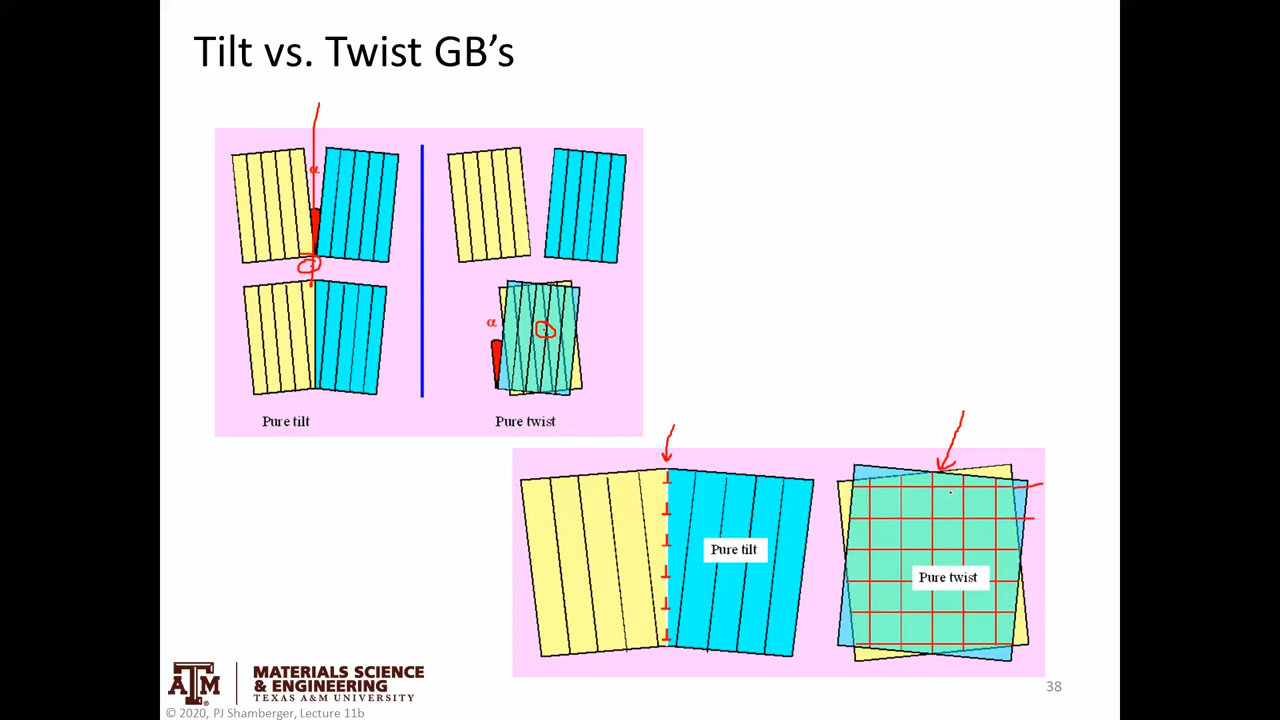 Tilt vs. Twist GB's
α
α
Pure tilt
Pure twist
Pure tilt
Pure twist
ATM
MATERIALS SCIENCE
& ENGINEERING
TEXAS A&M UNIVERSITY
© 2020, PJ Shamberger, Lecture 11b
38